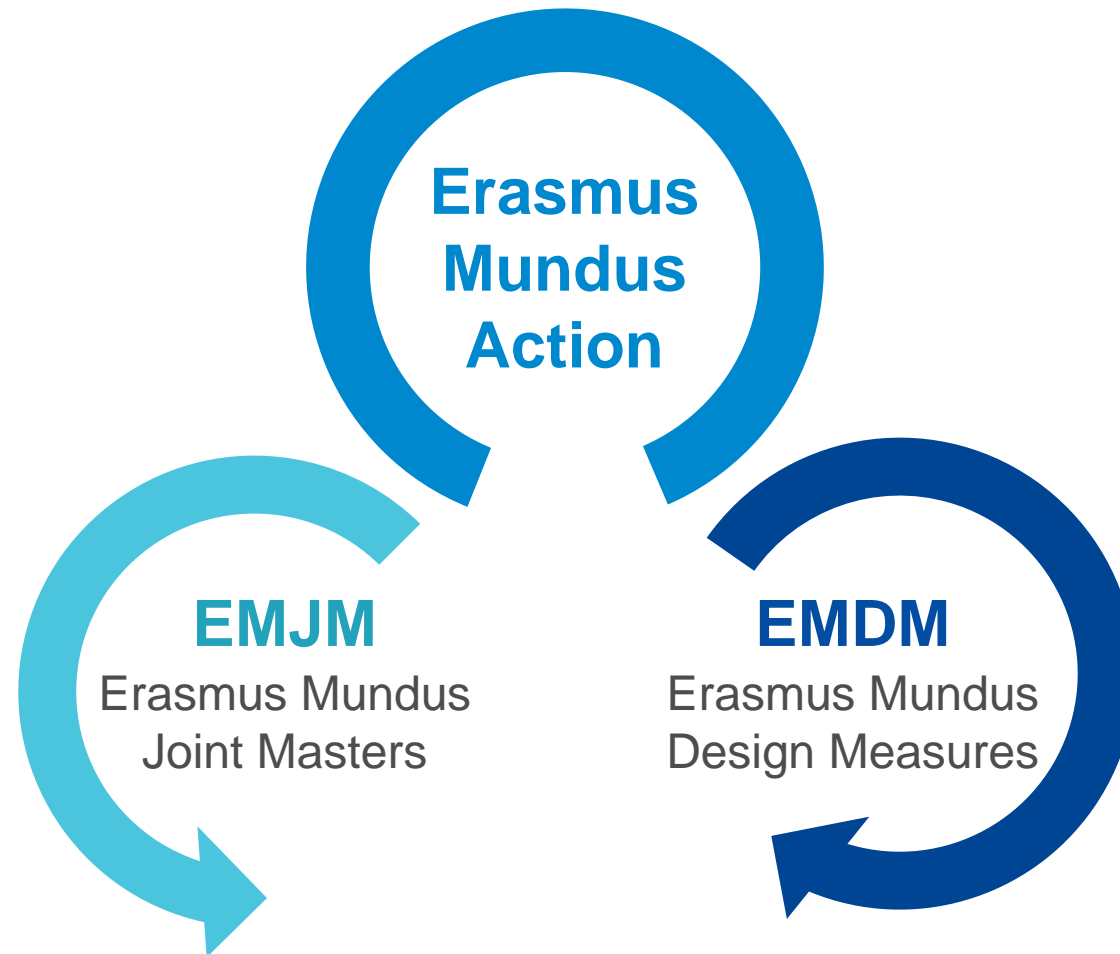 Erasmus
Mundus
Action
EMJM
Erasmus Mundus
Joint Masters
EMDM
Erasmus Mundus
Design Measures